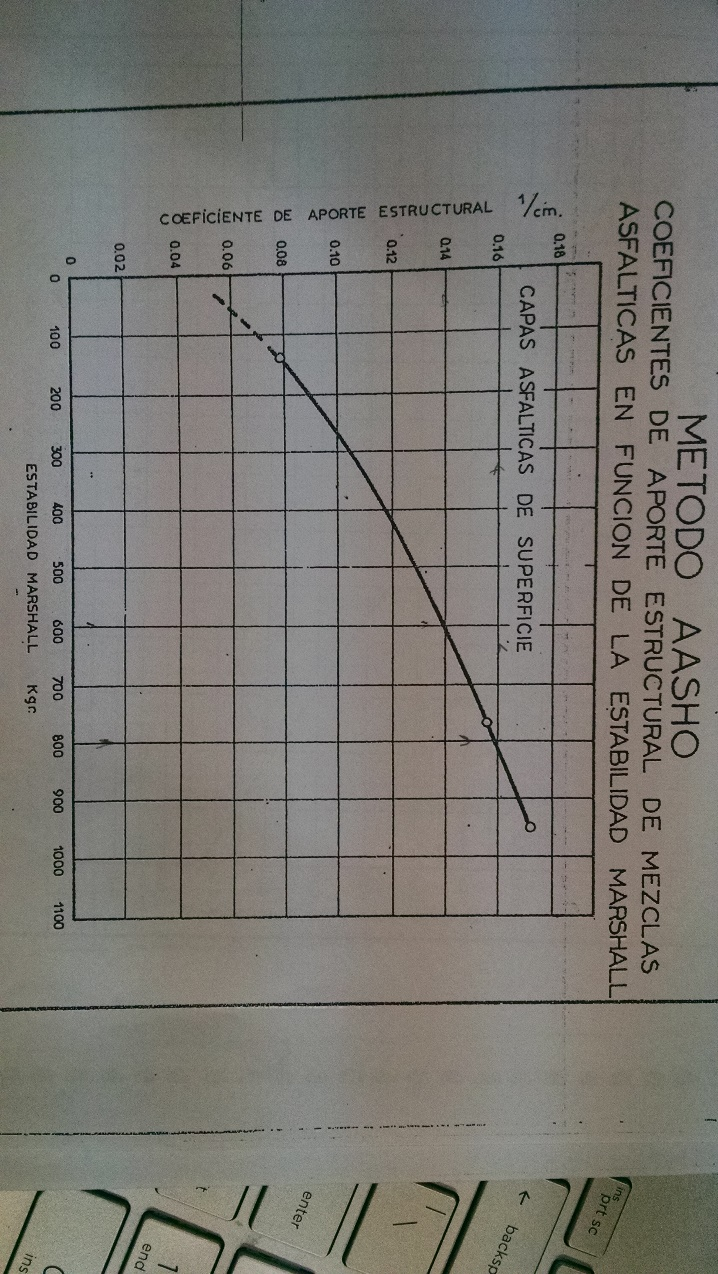 METODO AASHO
COEFICIENTES DE APORTE ESTRUCTURAL DE MEZCLAS
ASFALTICAS EN FUNCION DE LA ESTABILIDAD MARSHALL
COEFICIENTE DE APORTE ESTRUCTURAL 1/cm.
0.18
0.16
0.14
0.12
0.10
0.08
0.06
0.04
0.02
0
CAPAS ASFALTICAS DE SUPERFICIE
0 100 200 300 400 500 600 700 800 900 1000 1100
ESTABILIDAD MARSHALL Kgr.
ins
prt sc
backsp
enter
end
ins